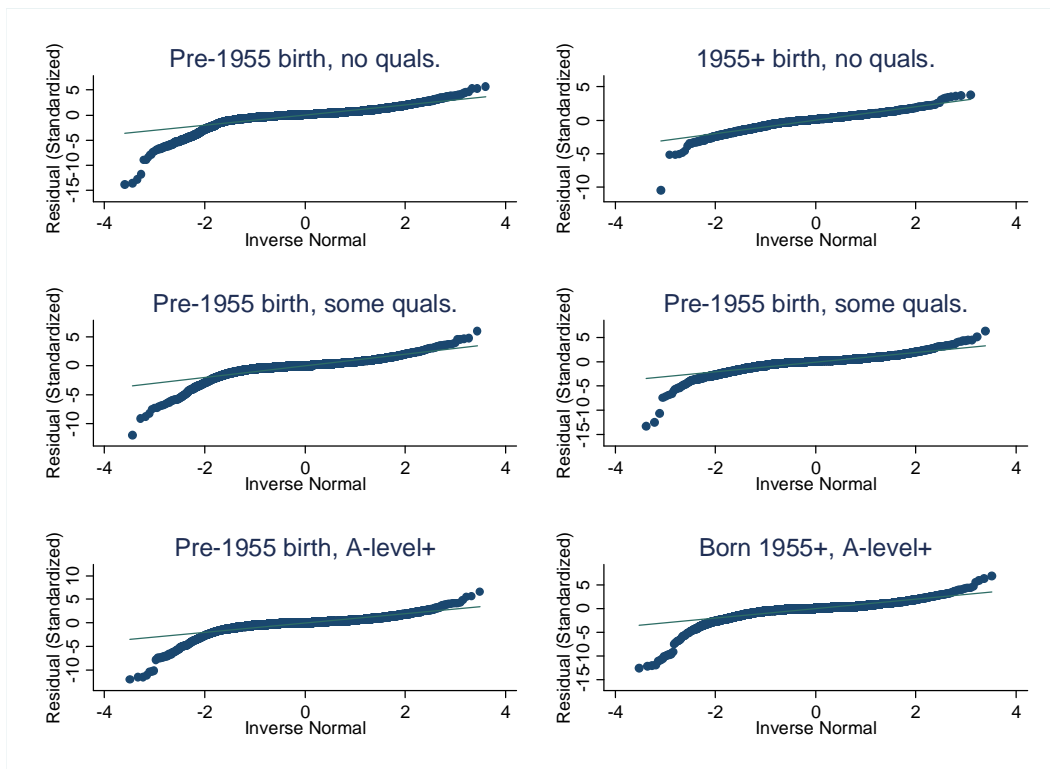 Pre-1955 birth, no quals.
Residual (Standardized)
5
0
-5
-10
-15
-4 -2 0 2 4
Inverse Normal
1955+ birth, no quals.
Residual (Standardized)
5
0
-5
-10
-4 -2 0 2 4
Inverse Normal
Pre-1955 birth, some quals.
Residual (Standardized)
5
0
-5
-10
-4 -2 0 2 4
Inverse Normal
Pre-1955 birth, some quals.
Residual (Standardized)
5
0
-5
-10
-15
-4 -2 0 2 4
Inverse Normal
Pre-1955 birth, A-level+
Residual (Standardized)
10
5
0
-5
-10
-4 -2 0 2 4
Inverse Normal
Born 1955+, A-level+
Residual (Standardized)
5
0
-5
-10
-15
-4 -2 0 2 4
Inverse Normal